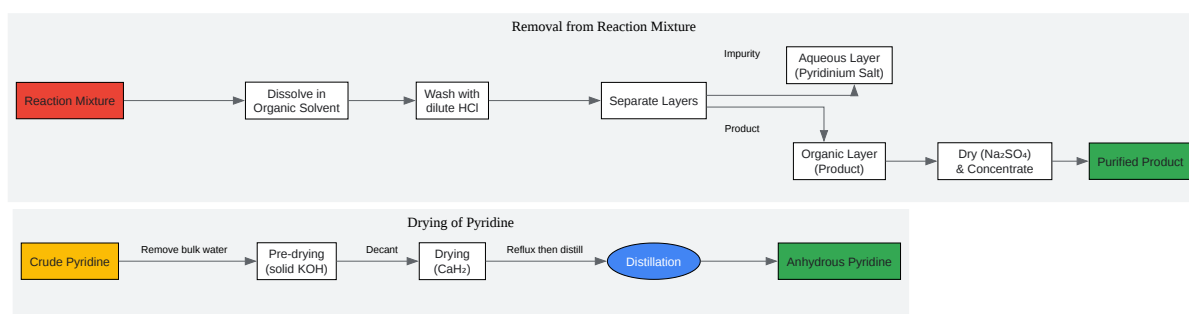 Removal from Reaction Mixture
Reaction Mixture
Dissolve in
Organic Solvent
Wash with
dilute HCl
Separate Layers
Impurity
Aqueous Layer
(Pyridinium Salt)
Product
Organic Layer
(Product)
Dry (Na₂SO₄)
& Concentrate
Purified Product
Drying of Pyridine
Crude Pyridine
Remove bulk water
Pre-drying
(solid KOH)
Decant
Drying
(CaH₂)
Reflux then distill
Distillation
Anhydrous Pyridine